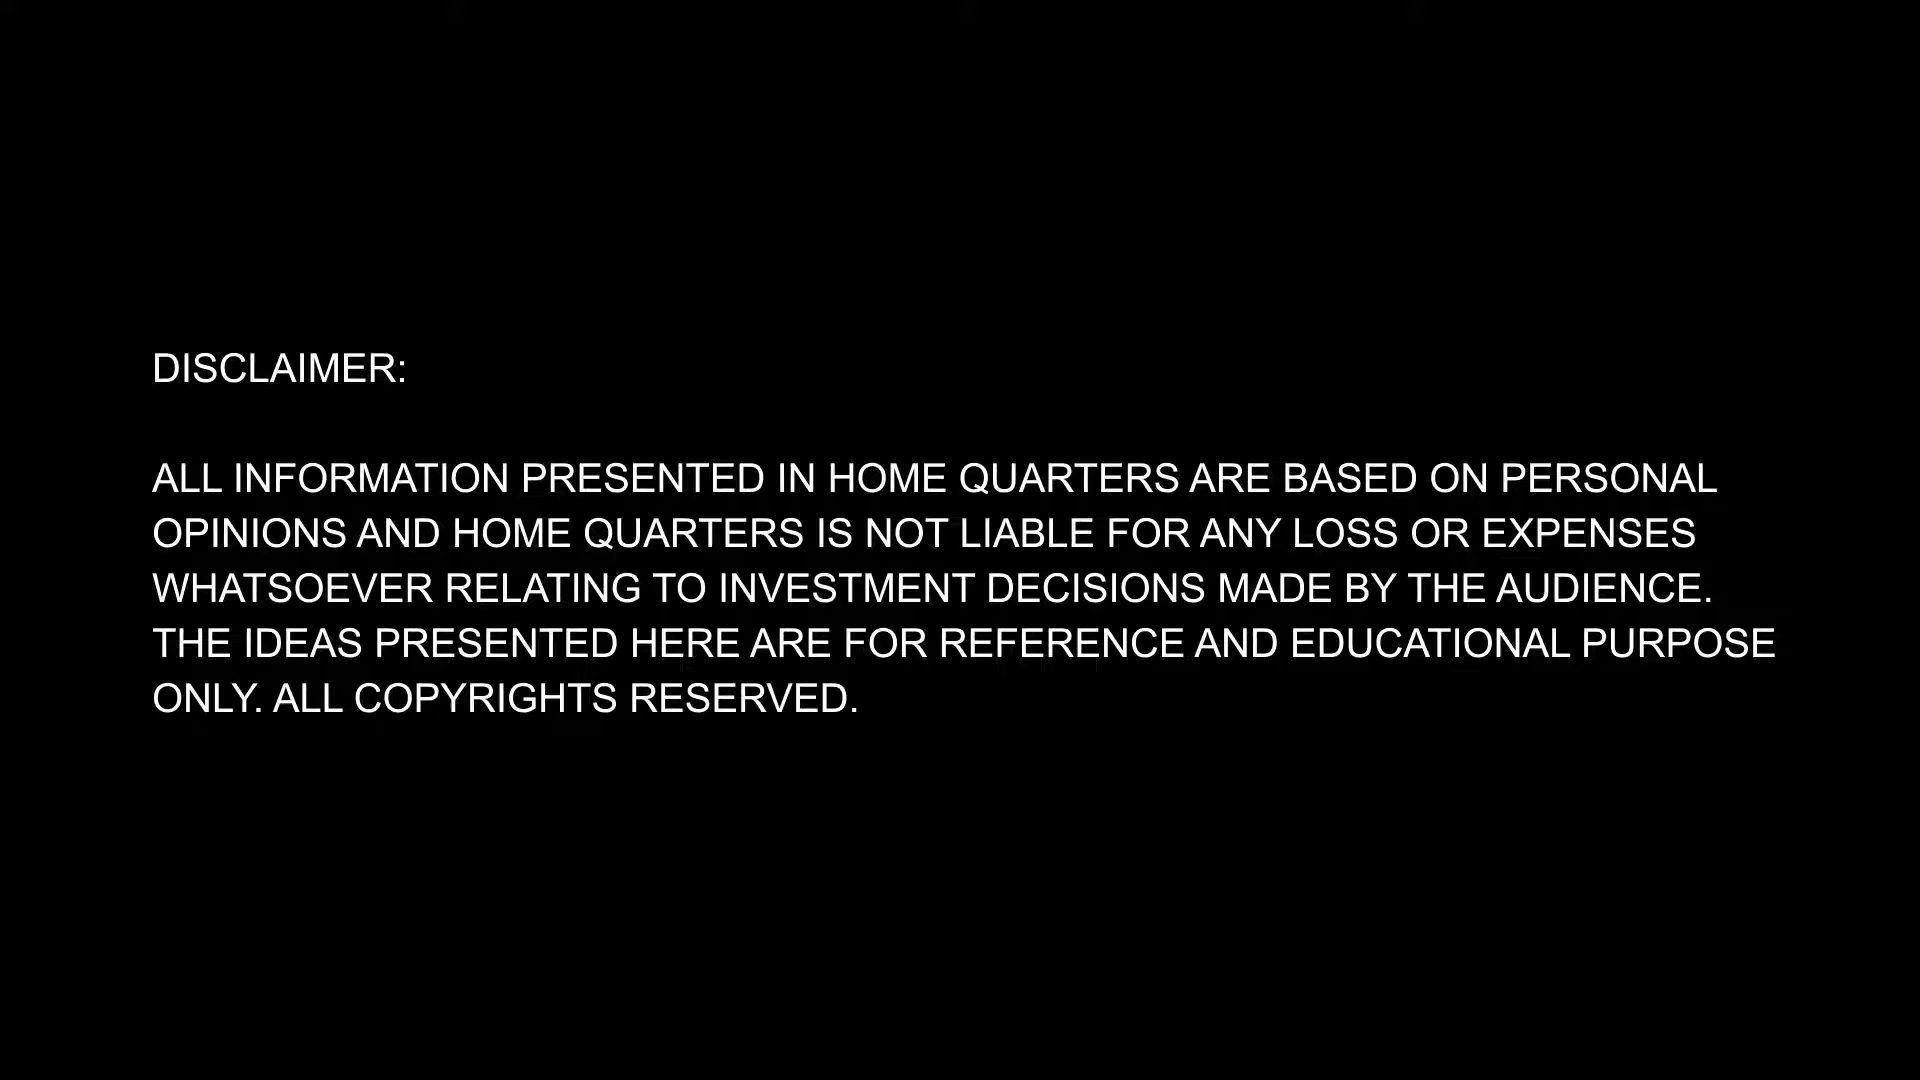 DISCLAIMER:
ALL INFORMATION PRESENTED IN HOME QUARTERS ARE BASED ON PERSONAL
OPINIONS AND HOME QUARTERS IS NOT LIABLE FOR ANY LOSS OR EXPENSES
WHATSOEVER RELATING TO INVESTMENT DECISIONS MADE BY THE AUDIENCE.
THE IDEAS PRESENTED HERE ARE FOR REFERENCE AND EDUCATIONAL PURPOSE
ONLY. ALL COPYRIGHTS RESERVED.